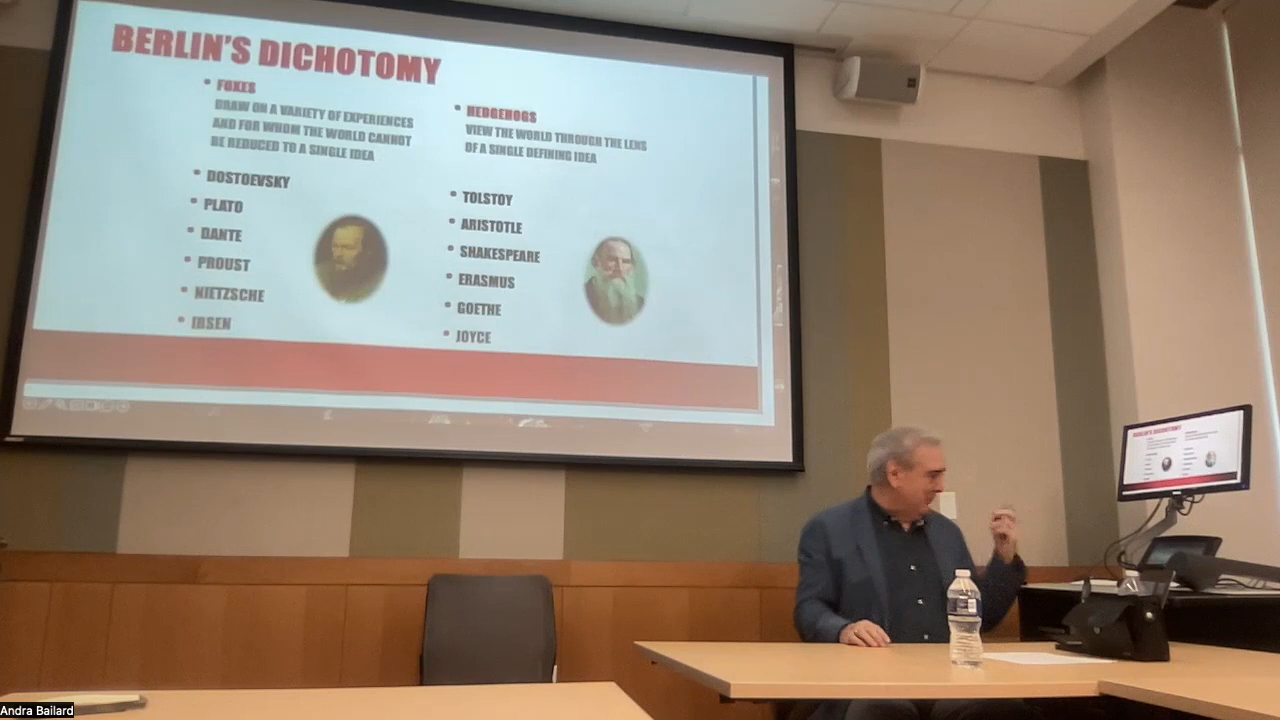 BERLIN'S DICHOTOMY
• FOXES
DRAW ON A VARIETY OF EXPERIENCES
AND FOR WHOM THE WORLD CANNOT
BE REDUCED TO A SINGLE IDEA
• DOSTOEVSKY
• PLATO
• DANTE
• PROUST
• NIETZSCHE
• IBSEN
• HEDGEHOGS
VIEW THE WORLD THROUGH THE LENS
OF A SINGLE DEFINING IDEA
• TOLSTOY
• ARISTOTLE
• SHAKESPEARE
• ERASMUS
• GOETHE
• JOYCE
BERLIN'S DICHOTOMY
Andra Bailard